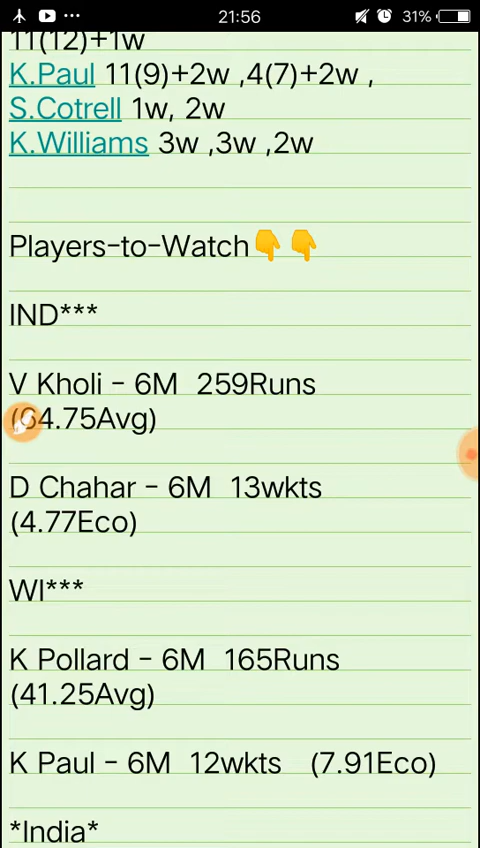 21:56
31%
11(12)+1w
K.Paul 11(9)+2w ,4(7)+2w ,
S.Cotrell 1w, 2w
K.Williams 3w ,3w ,2w
Players-to-Watch👇👇
IND***
V Kholi - 6M 259Runs
(64.75Avg)
D Chahar - 6M 13wkts
(4.77Eco)
WI***
K Pollard - 6M 165Runs
(41.25Avg)
K Paul - 6M 12wkts (7.91Eco)
*India*